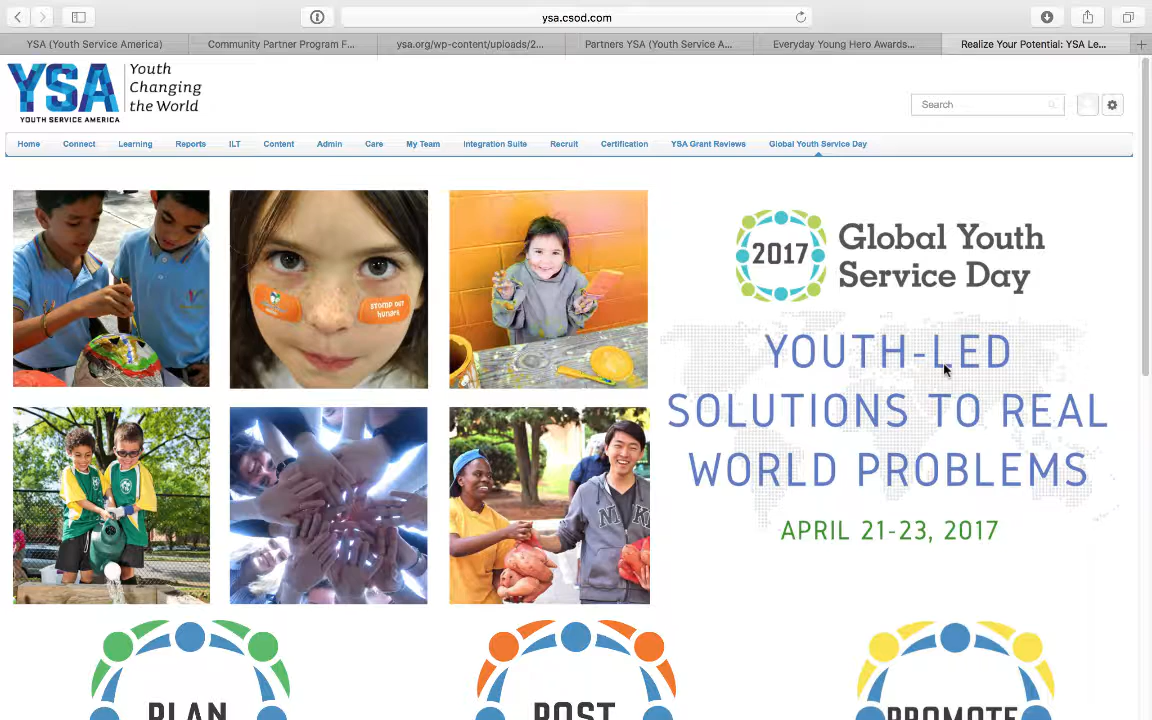 ysa.csod.com
YSA (Youth Service America)
Community Partner Program F...
ysa.org/wp-content/uploads/2...
Partners YSA (Youth Service A...
Everyday Young Hero Awards...
Realize Your Potential: YSA Le...
YSA
Youth
Changing
the World
YOUTH SERVICE AMERICA
Search
Home Connect Learning Reports ILT Content Admin Care My Team Integration Suite Recruit Certification YSA Grant Reviews Global Youth Service Day
STOMP OUT
HUNGER
2017
Global Youth
Service Day
YOUTH-LED
SOLUTIONS TO REAL
WORLD PROBLEMS
APRIL 21-23, 2017
PLAN
POST
PROMOTE